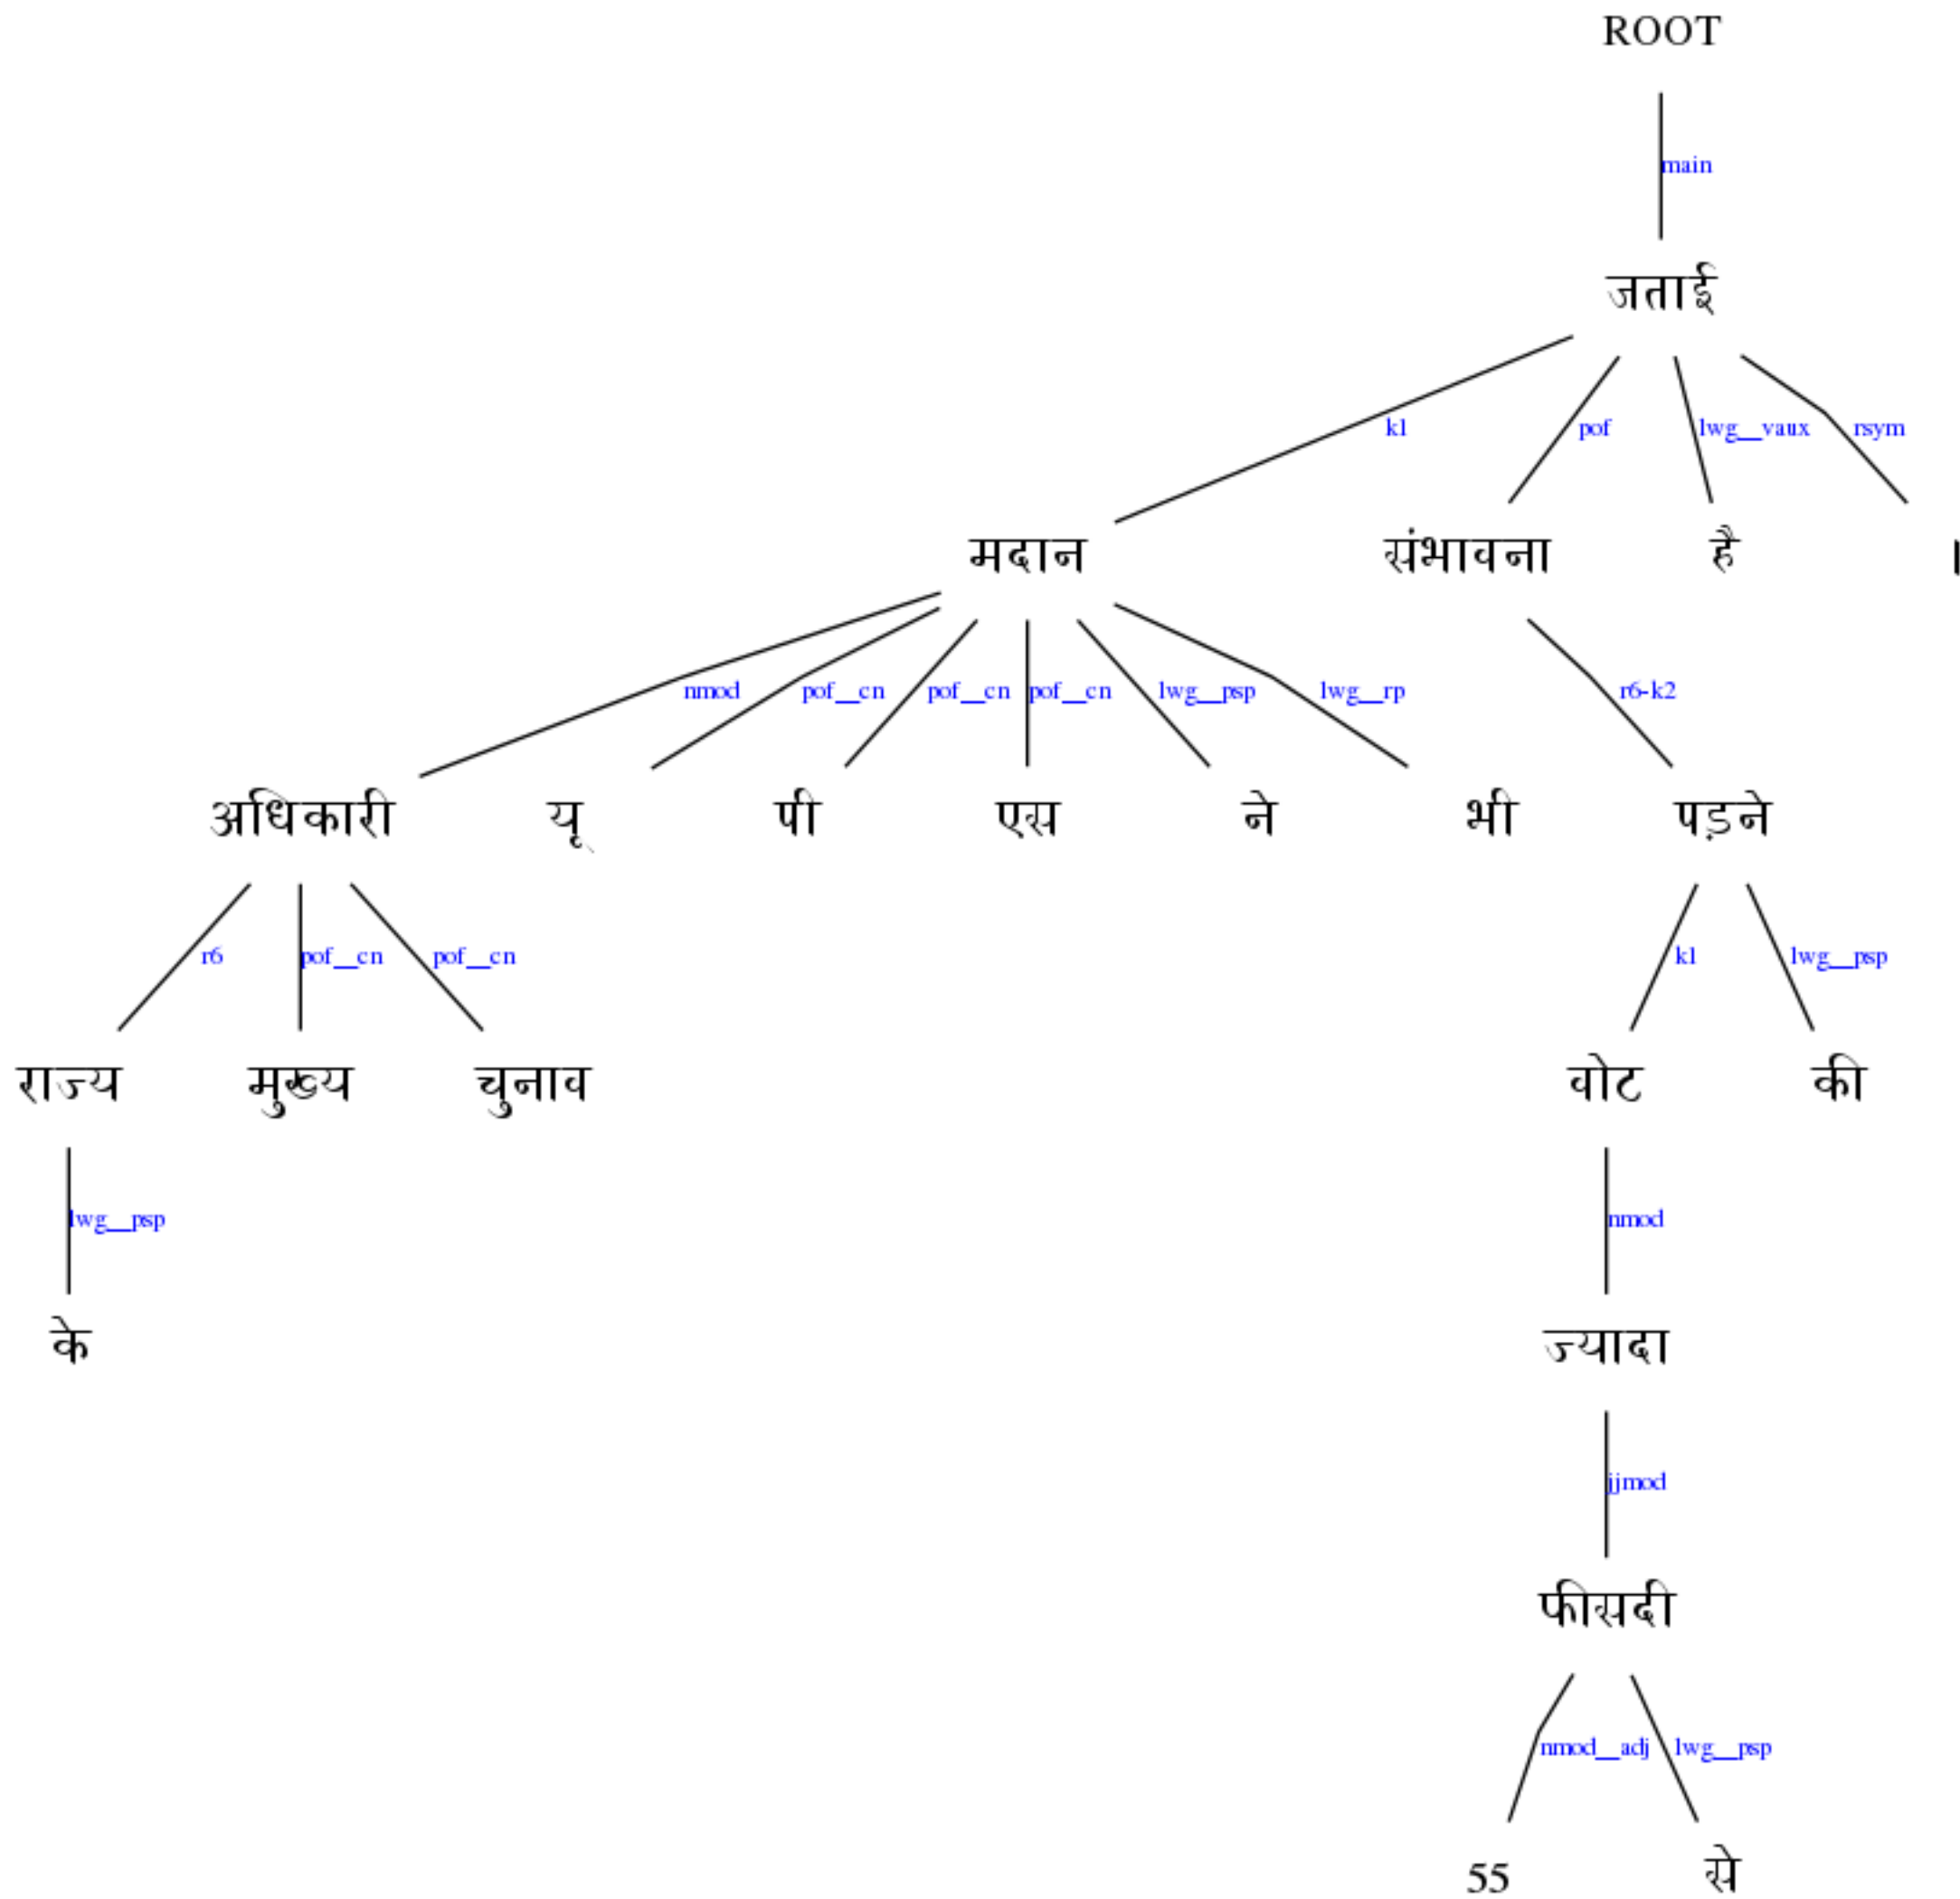 ROOT
main
जताई
k1 pof lwg__vaux rsym
मदान संभावना है ।
nmod pof__cn pof__cn pof__cn lwg__psp lwg__rp r6-k2
अधिकारी यू पी एस ने भी पड़ने
r6 pof__cn pof__cn k1 lwg__psp
राज्य मुख्य चुनाव वोट की
lwg__psp nmod
के ज्यादा
jjmod
फीसदी
nmod__adj lwg__psp
55 से